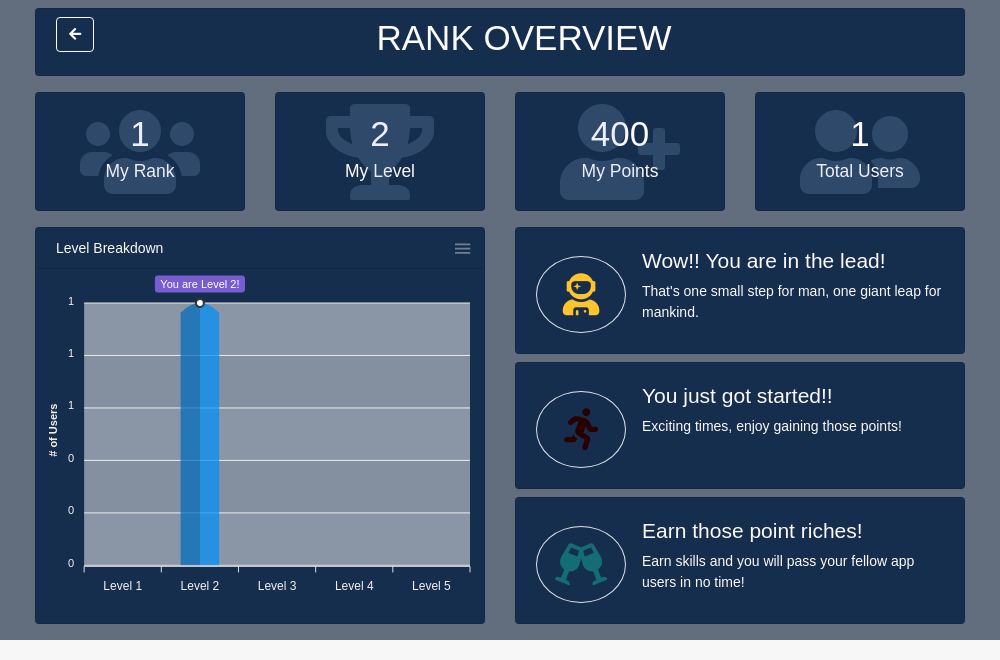 RANK OVERVIEW
1
My Rank
2
My Level
400
My Points
1
Total Users
Level Breakdown
You are Level 2!
1
1
1
0
0
0
# of Users
Level 1
Level 2
Level 3
Level 4
Level 5
Wow!! You are in the lead!
That's one small step for man, one giant leap for
mankind.
You just got started!!
Exciting times, enjoy gaining those points!
Earn those point riches!
Earn skills and you will pass your fellow app
users in no time!